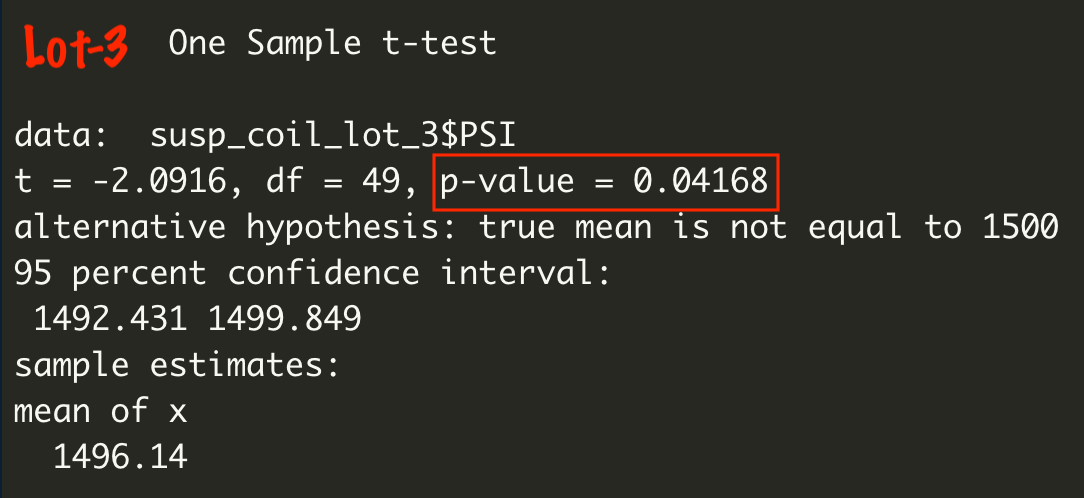 Lot-3 One Sample t-test
data: susp_coil_lot_3$PSI
t = -2.0916, df = 49, p-value = 0.04168
alternative hypothesis: true mean is not equal to 1500
95 percent confidence interval:
1492.431 1499.849
sample estimates:
mean of x
1496.14